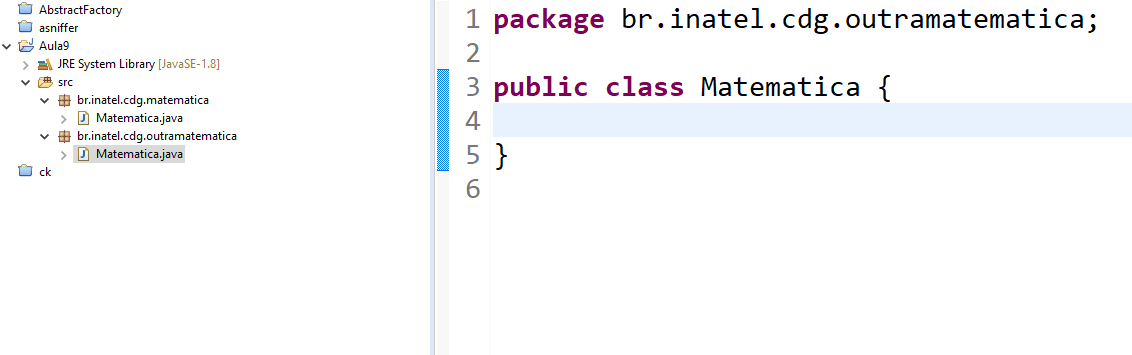 AbstractFactory
asniffer
Aula9
JRE System Library [JavaSE-1.8]
src
br.inatel.cdg.matematica
Matematica.java
br.inatel.cdg.outramatematica
Matematica.java
ck
1 package br.inatel.cdg.outramatematica;
2
3 public class Matematica {
4
5 }
6